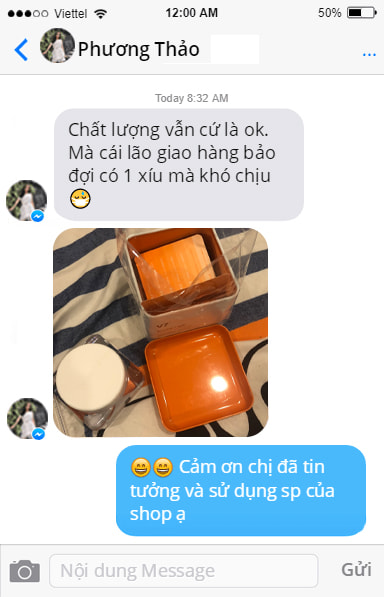 Viettel 12:00 AM 50%
Phương Thảo
...
Today 8:32 AM
Chất lượng vẫn cứ là ok.
Mà cái lão giao hàng bảo
đợi có 1 xíu mà khó chịu
😅
😄😄 Cảm ơn chị đã tin
tưởng và sử dụng sp của
shop ạ
Nội dung Message Gửi